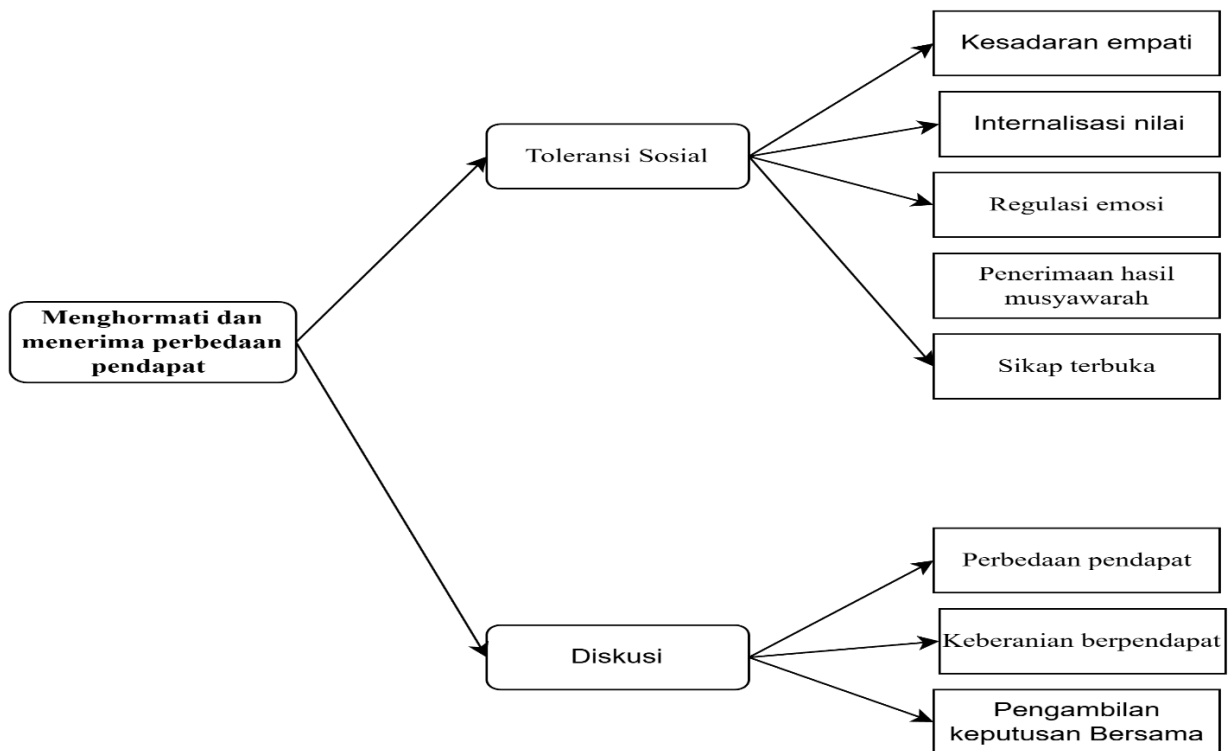 Kesadaran empati
Internalisasi nilai
Toleransi Sosial
Regulasi emosi
Penerimaan hasil
musyawarah
Menghormati dan
menerima perbedaan
pendapat
Sikap terbuka
Perbedaan pendapat
Keberanian berpendapat
Diskusi
Pengambilan
keputusan Bersama